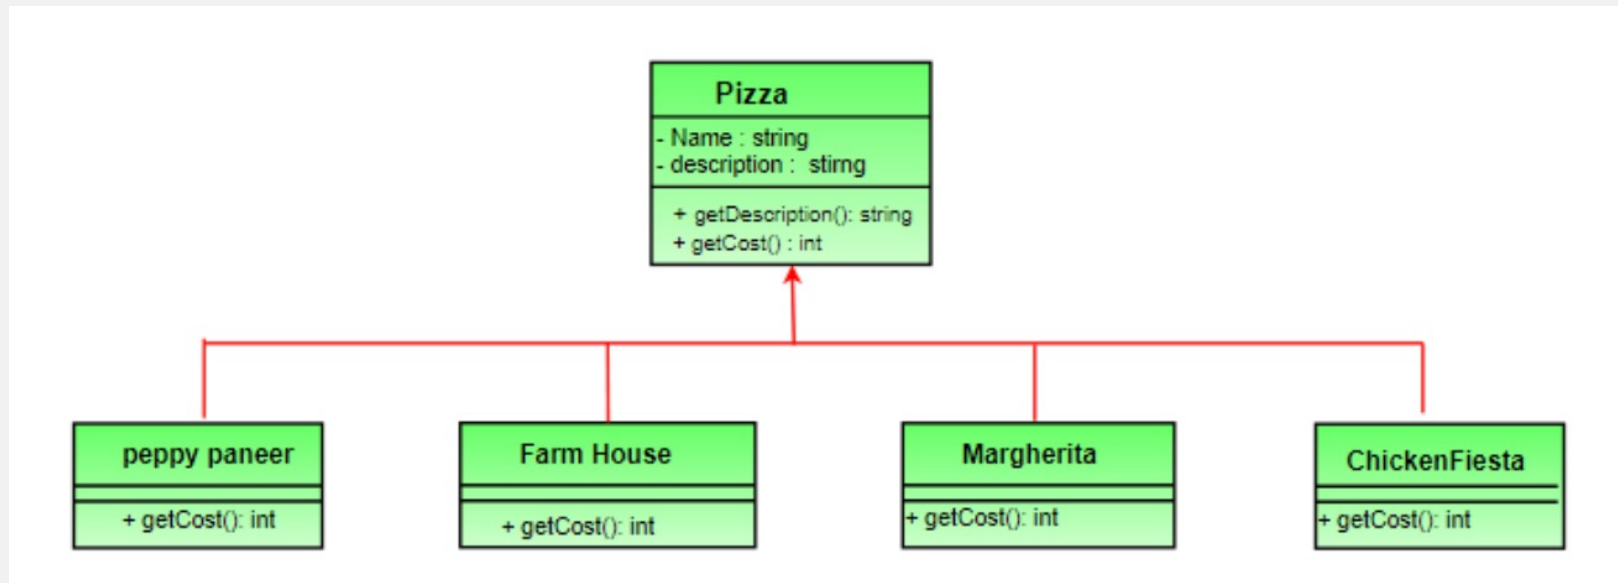 Pizza
- Name : string
- description : stirng
+ getDescription(): string
+ getCost() : int
peppy paneer
+ getCost(): int
Farm House
+ getCost(): int
Margherita
+ getCost(): int
ChickenFiesta
+ getCost(): int